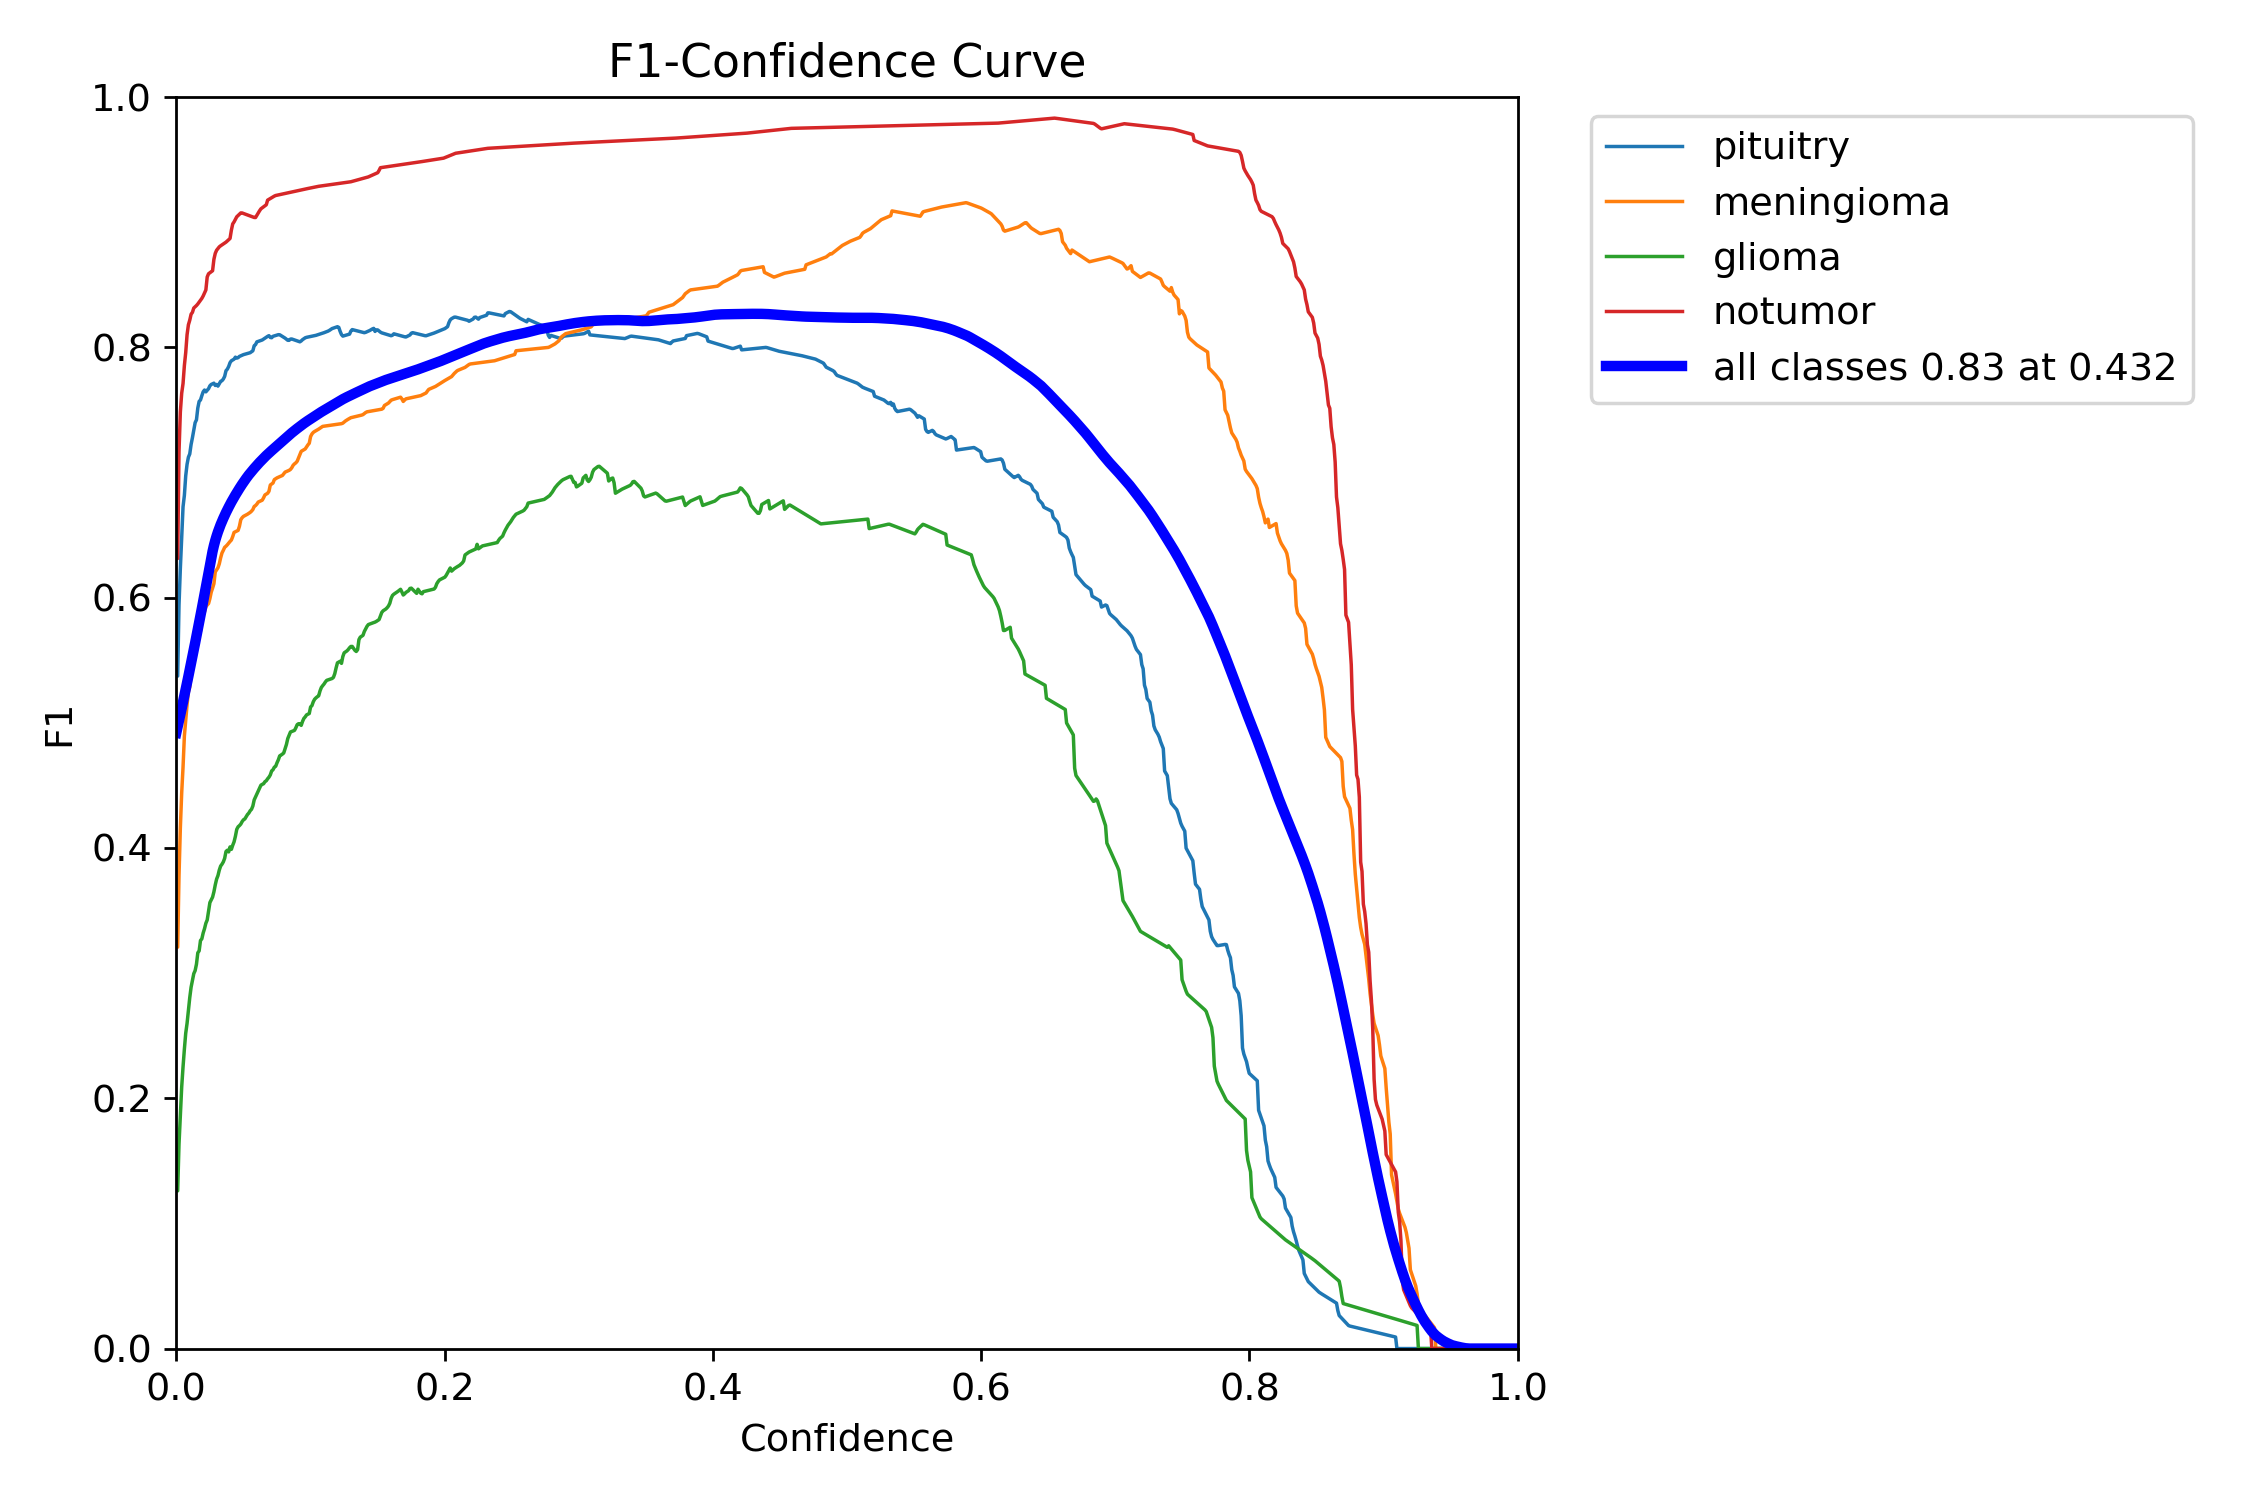 F1-Confidence Curve
1.0
0.8
0.6
0.4
0.2
0.0
F1
0.0 0.2 0.4 0.6 0.8 1.0
Confidence
pituitry
meningioma
glioma
notumor
all classes 0.83 at 0.432